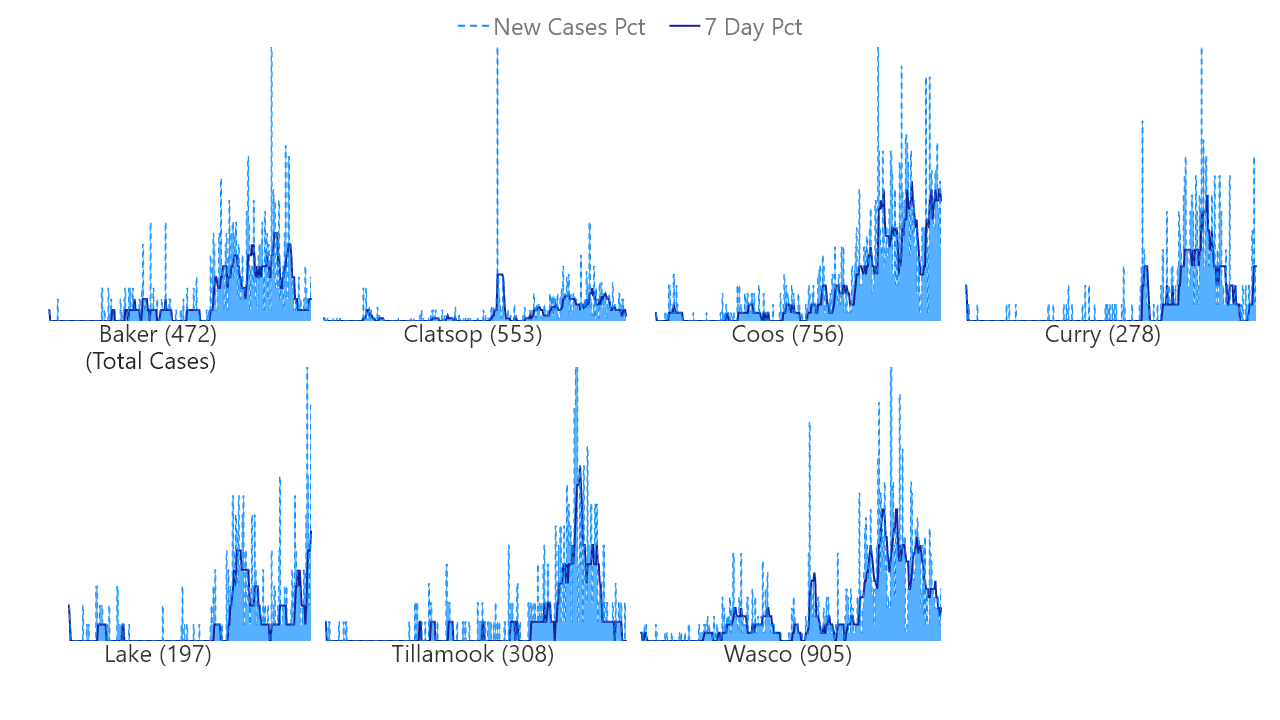 New Cases Pct 7 Day Pct
Baker (472) Clatsop (553) Coos (756) Curry (278)
(Total Cases)
Lake (197) Tillamook (308) Wasco (905)